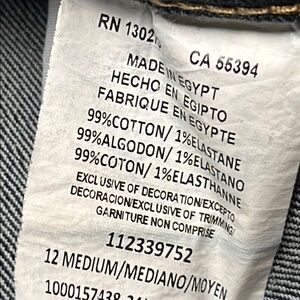 RN 1302
CA 55394
MADE IN EGYPT
HECHO EN EGIPTO
FABRIQUE EN EGYPTE
99%COTTON/ 1%ELASTANE
99%ALGODON/ 1%ELASTANO
99%COTON/ 1%ELASTHANNE
EXCLUSIVE OF DECORATION/EXCEPTO
DECORACION/EXCLUSIVE OF TRIMMING/
GARNITURE NON COMPRISE
112339752
12 MEDIUM/MEDIANO/MOYEN
1000157438